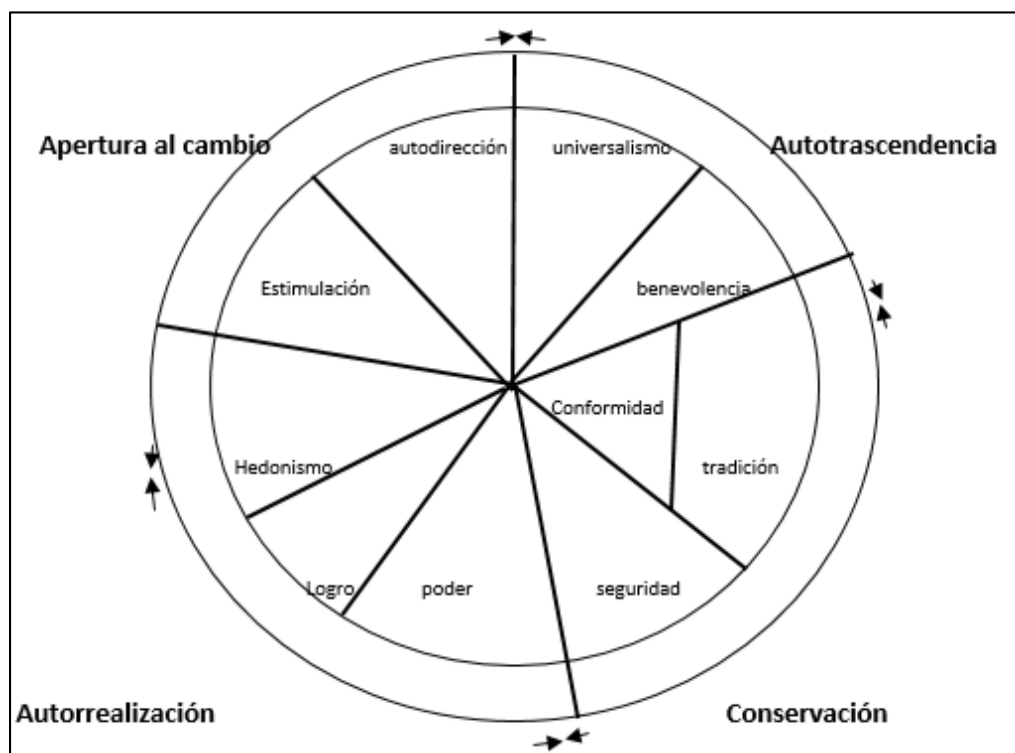 Apertura al cambio
autodirección
universalismo
Autotrascendencia
Estimulación
benevolencia
Conformidad
Hedonismo
tradición
Logro
poder
seguridad
Autorrealización
Conservación